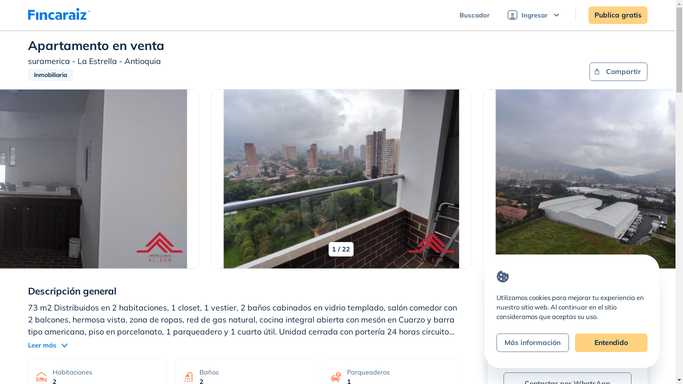 Fincaraiz
Buscador
Ingresar
Publica gratis
Apartamento en venta
suramerica - La Estrella - Antioquia
Inmobiliaria
Compartir
1 / 22
Descripción general
73 m2 Distribuidos en 2 habitaciones, 1 closet, 1 vestier, 2 baños cabinados en vidrio templado, salón comedor con
2 balcones, hermosa vista, zona de ropas, red de gas natural, cocina integral abierta con mesón en Cuarzo y barra
tipo americana, piso en porcelanato, 1 parqueadero y 1 cuarto útil. Unidad cerrada con portería 24 horas circuito...
Leer más
Habitaciones
2
Baños
2
Parqueaderos
1
Utilizamos cookies para mejorar tu experiencia en
nuestro sitio web. Al continuar en el sitio
consideramos que aceptas su uso.
Más información
Entendido
Contactar por WhatsApp